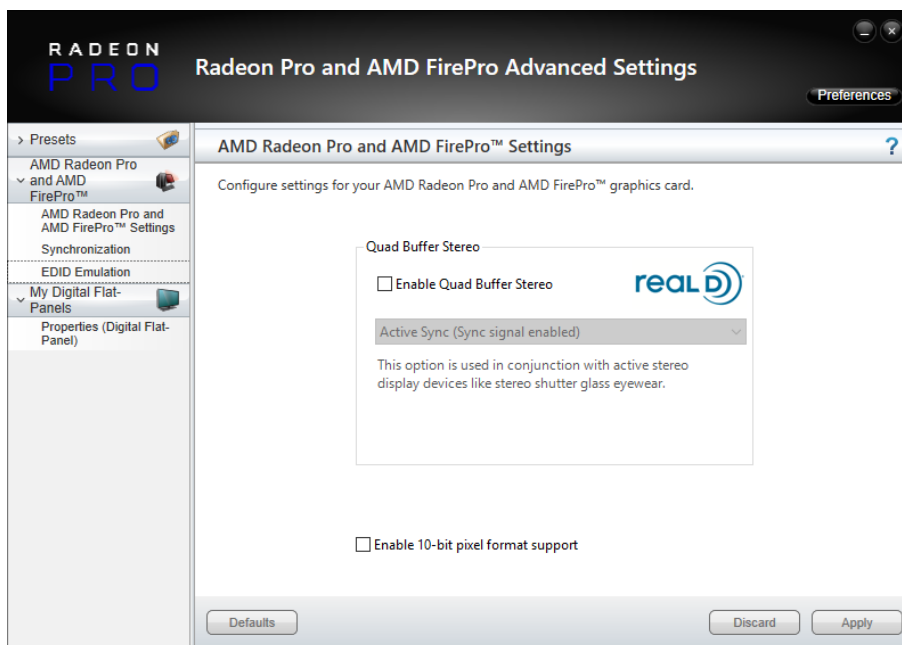 RADEON
PRO
Radeon Pro and AMD FirePro Advanced Settings
Preferences
Presets
AMD Radeon Pro
and AMD
FirePro™
AMD Radeon Pro and
AMD FirePro™ Settings
Synchronization
EDID Emulation
My Digital Flat-
Panels
Properties (Digital Flat-
Panel)
AMD Radeon Pro and AMD FirePro™ Settings
?
Configure settings for your AMD Radeon Pro and AMD FirePro™ graphics card.
Quad Buffer Stereo
Enable Quad Buffer Stereo
reaL D
Active Sync (Sync signal enabled)
This option is used in conjunction with active stereo
display devices like stereo shutter glass eyewear.
Enable 10-bit pixel format support
Defaults
Discard
Apply